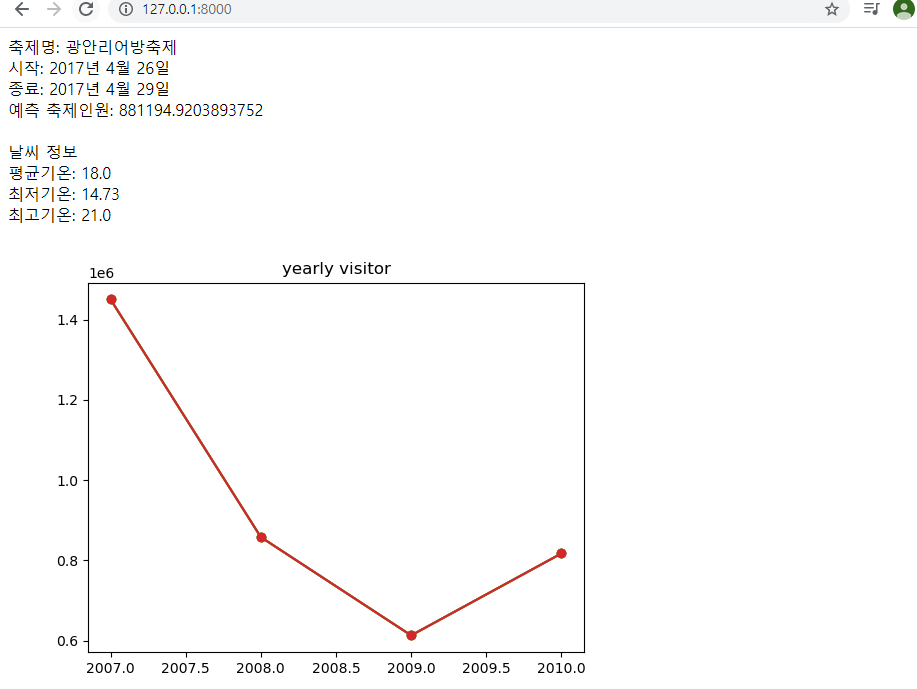 127.0.0.1:8000
축제명: 광안리어방축제
시작: 2017년 4월 26일
종료: 2017년 4월 29일
예측 축제인원: 881194.9203893752
날씨 정보
평균기온: 18.0
최저기온: 14.73
최고기온: 21.0
yearly visitor
1e6
1.4
1.2
1.0
0.8
0.6
2007.0 2007.5 2008.0 2008.5 2009.0 2009.5 2010.0